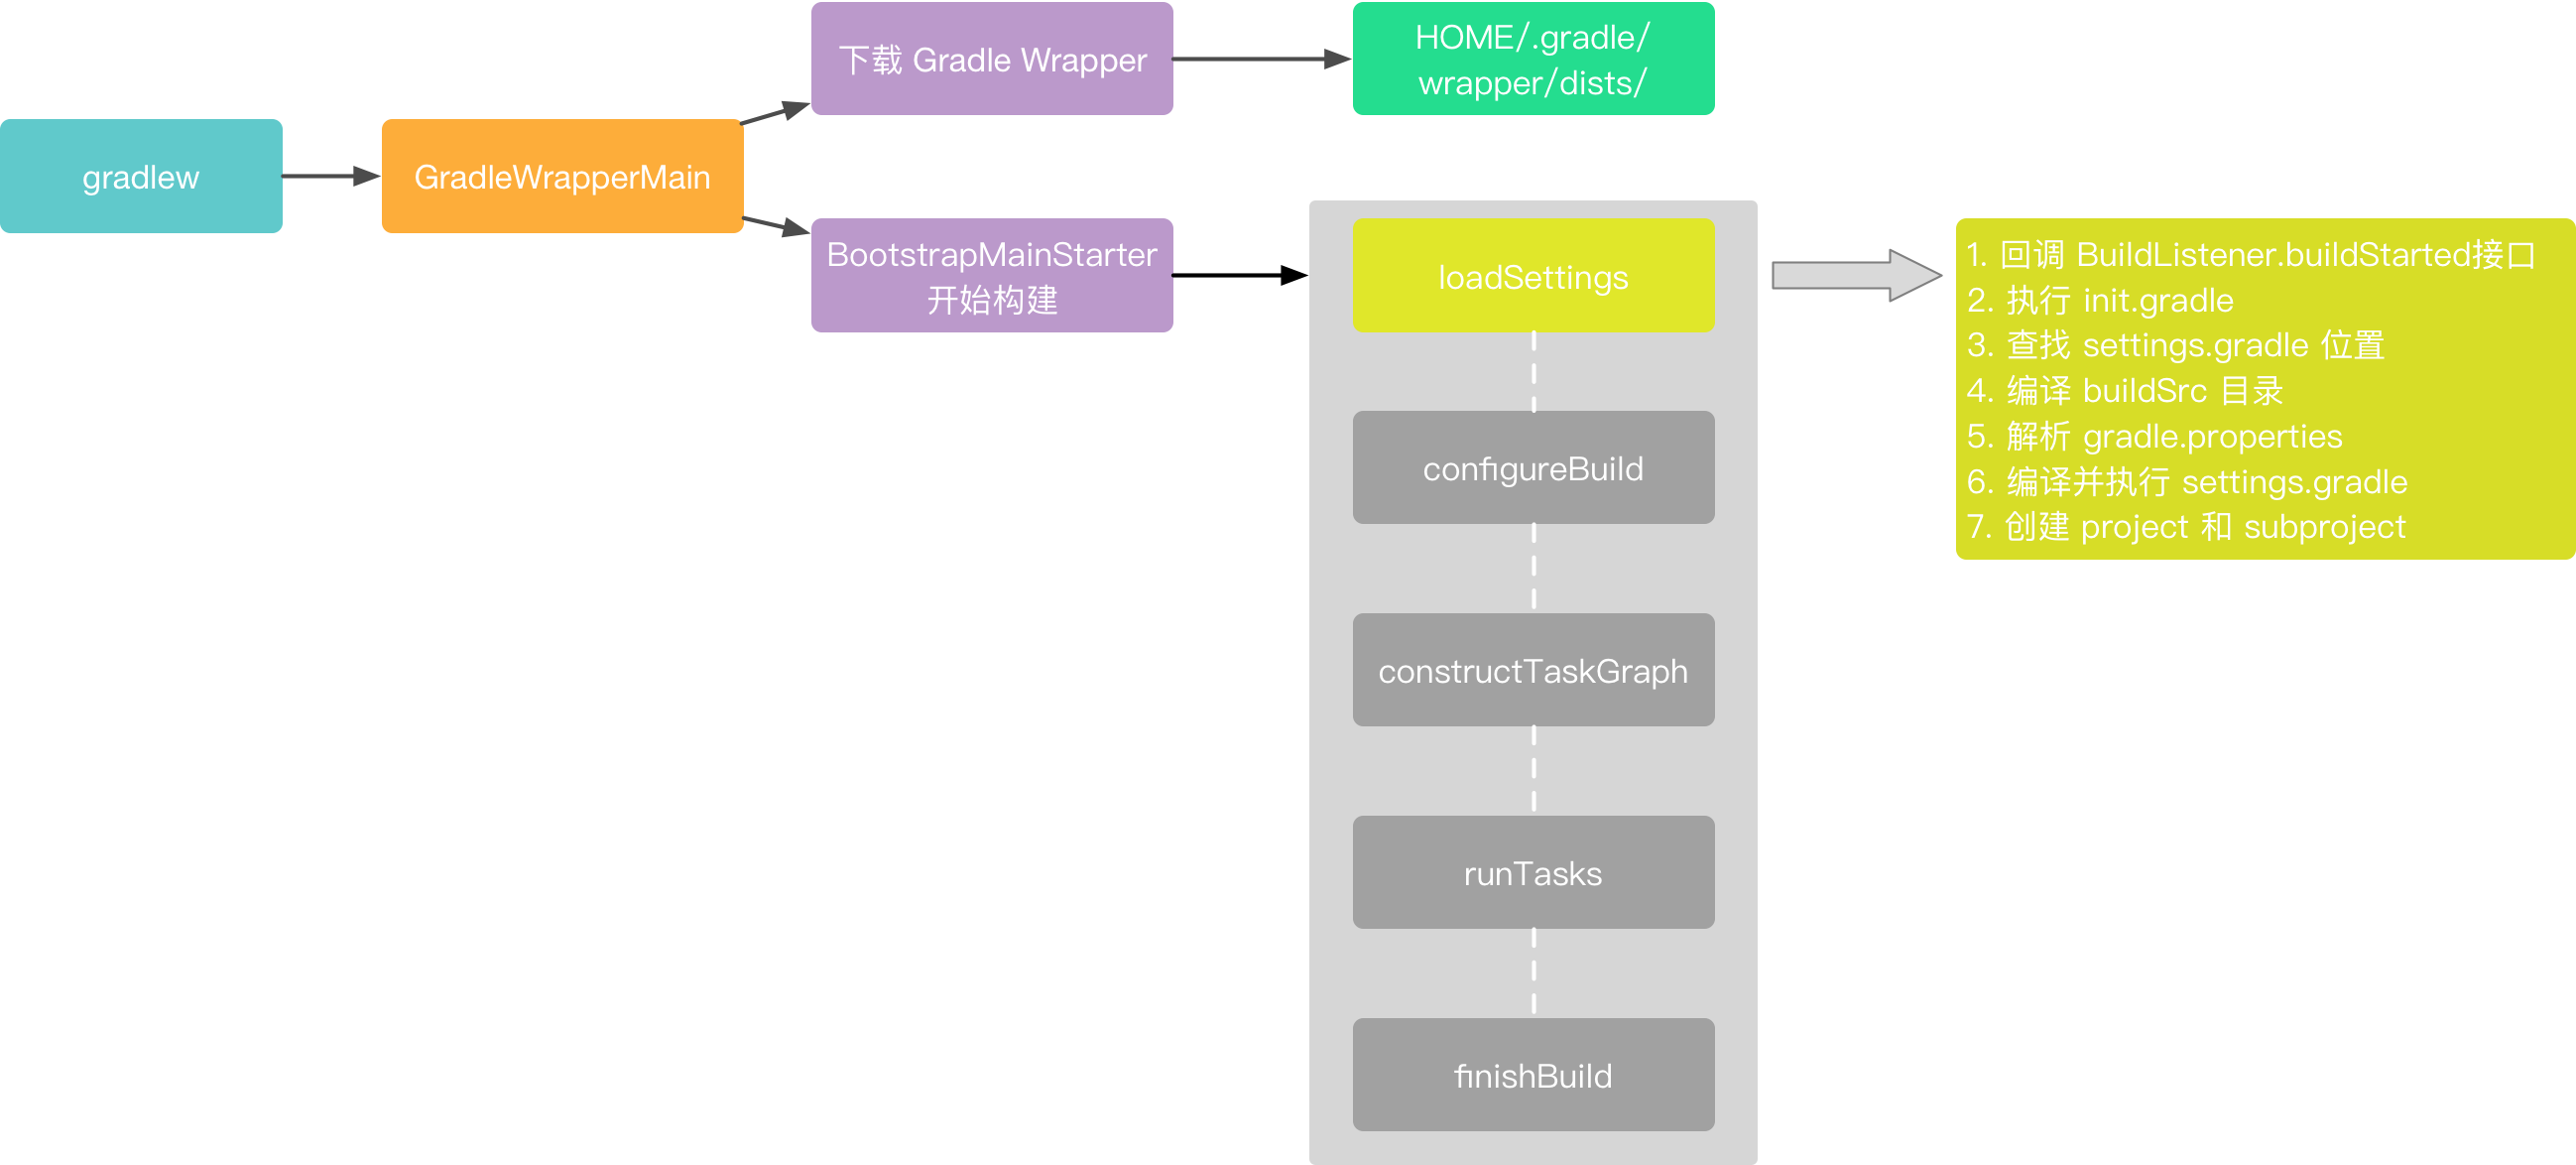 gradlew
GradleWrapperMain
下载 Gradle Wrapper
HOME/.gradle/
wrapper/dists/
BootstrapMainStarter
开始构建
loadSettings
configureBuild
constructTaskGraph
runTasks
finishBuild
1. 回调 BuildListener.buildStarted接口
2. 执行 init.gradle
3. 查找 settings.gradle 位置
4. 编译 buildSrc 目录
5. 解析 gradle.properties
6. 编译并执行 settings.gradle
7. 创建 project 和 subproject